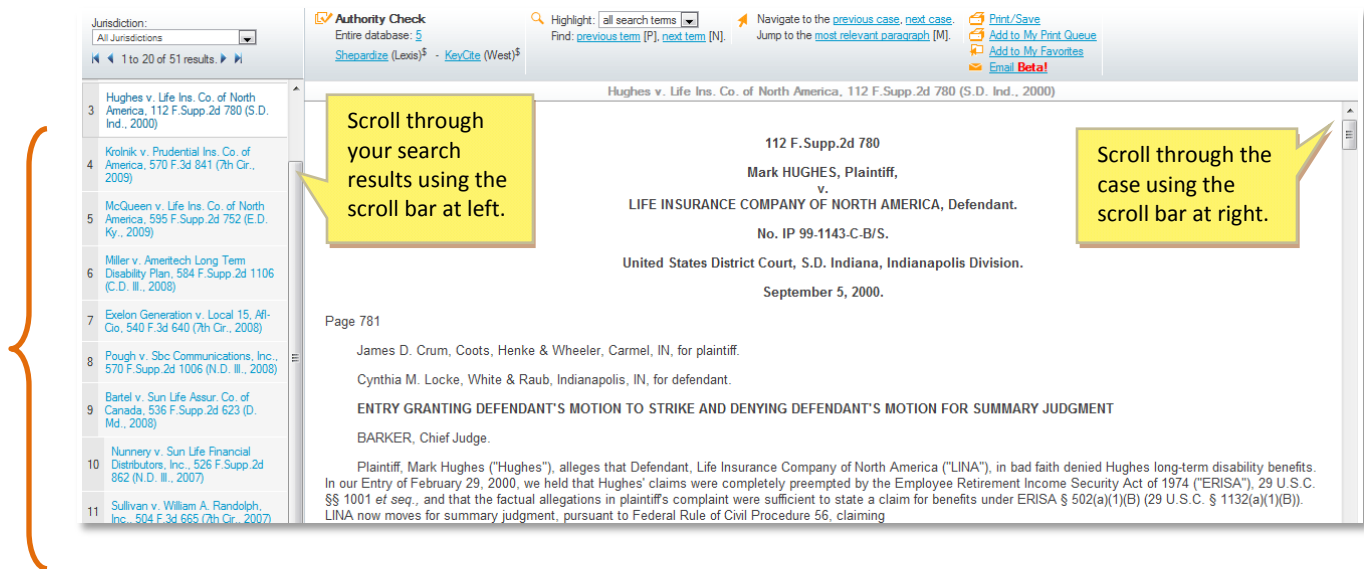 Jurisdiction:
All Jurisdictions
1 to 20 of 51 results.
Authority Check
Entire database: 5
Shepardize (Lexis)$ - KeyCite (West)$
Highlight: all search terms
Find: previous term [P], next term [N].
Navigate to the previous case, next case.
Jump to the most relevant paragraph [M].
Print/Save
Add to My Print Queue
Add to My Favorites
Email Beta!
3 Hughes v. Life Ins. Co. of North
America, 112 F.Supp.2d 780 (S.D.
Ind., 2000)
4 Krolnik v. Prudential Ins. Co. of
America, 570 F.3d 841 (7th Cir.,
2009)
5 McQueen v. Life Ins. Co. of North
America, 595 F.Supp.2d 752 (E.D.
Ky., 2009)
6 Miller v. Ameritech Long Term
Disability Plan, 584 F.Supp.2d 1106
(C.D. Ill., 2008)
7 Exelon Generation v. Local 15, Afl-
Cio, 540 F.3d 640 (7th Cir., 2008)
8 Pough v. Sbc Communications, Inc.,
570 F.Supp.2d 1006 (N.D. Ill., 2008)
9 Bartel v. Sun Life Assur. Co. of
Canada, 536 F.Supp.2d 623 (D.
Md., 2008)
10 Nunnery v. Sun Life Financial
Distributors, Inc., 526 F.Supp.2d
862 (N.D. Ill., 2007)
11 Sullivan v. William A. Randolph,
Inc., 504 F.3d 665 (7th Cir., 2007)
Scroll through
your search
results using the
scroll bar at left.
Hughes v. Life Ins. Co. of North America, 112 F.Supp.2d 780 (S.D. Ind., 2000)
112 F.Supp.2d 780
Mark HUGHES, Plaintiff,
v.
LIFE INSURANCE COMPANY OF NORTH AMERICA, Defendant.
No. IP 99-1143-C-B/S.
United States District Court, S.D. Indiana, Indianapolis Division.
September 5, 2000.
Scroll through the
case using the
scroll bar at right.
Page 781
James D. Crum, Coots, Henke & Wheeler, Carmel, IN, for plaintiff.
Cynthia M. Locke, White & Raub, Indianapolis, IN, for defendant.
ENTRY GRANTING DEFENDANT'S MOTION TO STRIKE AND DENYING DEFENDANT'S MOTION FOR SUMMARY JUDGMENT
BARKER, Chief Judge.
Plaintiff, Mark Hughes ("Hughes"), alleges that Defendant, Life Insurance Company of North America ("LINA"), in bad faith denied Hughes long-term disability benefits.
In our Entry of February 29, 2000, we held that Hughes' claims were completely preempted by the Employee Retirement Income Security Act of 1974 ("ERISA"), 29 U.S.C.
§§ 1001 et seq., and that the factual allegations in plaintiff's complaint were sufficient to state a claim for benefits under ERISA § 502(a)(1)(B) (29 U.S.C. § 1132(a)(1)(B)).
LINA now moves for summary judgment, pursuant to Federal Rule of Civil Procedure 56, claiming